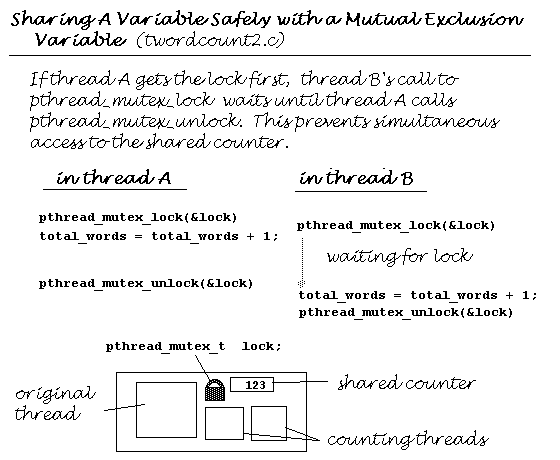 Sharing A Variable Safely with a Mutual Exclusion
Variable (twordcount2.c)
If thread A gets the lock first, thread B's call to
pthread_mutex_lock waits until thread A calls
pthread_mutex_unlock. This prevents simultaneous
access to the shared counter.
in thread A
pthread_mutex_lock(&lock)
total_words = total_words + 1;
pthread_mutex_unlock(&lock)
in thread B
pthread_mutex_lock(&lock)
waiting for lock
total_words = total_words + 1;
pthread_mutex_unlock(&lock)
pthread_mutex_t lock;
123
shared counter
original
thread
counting threads